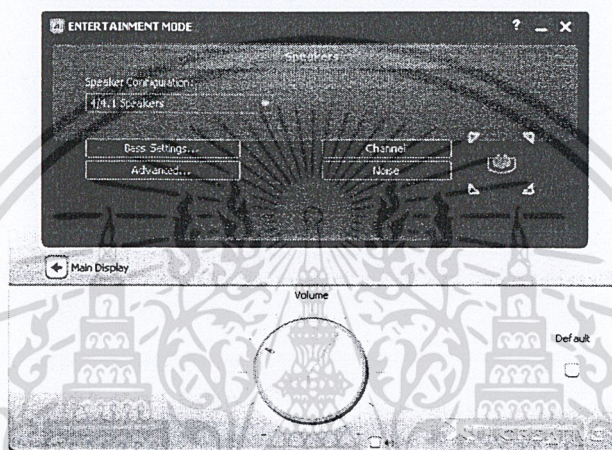 ENTERTAINMENT MODE ? _ X
Speakers
Speaker Configuration:
4/4.1 Speakers
Bass Settings... Channel
Advanced... Noise
Main Display
Volume
Default